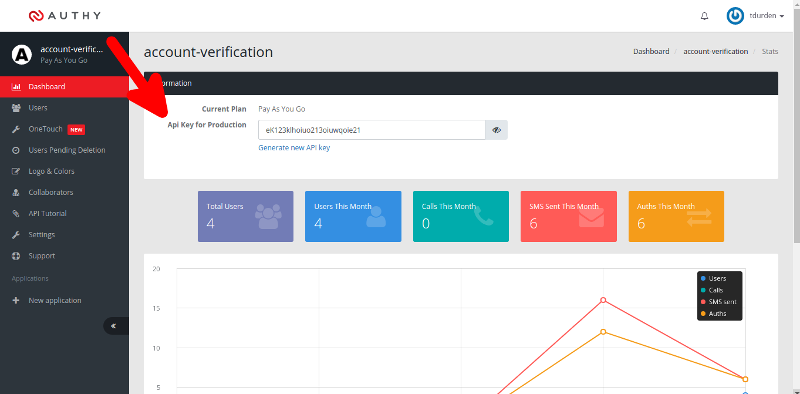 AUTHY
tdurden
account-verific...
Pay As You Go
Dashboard
Users
OneTouch NEW
Users Pending Deletion
Logo & Colors
Collaborators
API Tutorial
Settings
Support
Applications
New application
account-verification
Dashboard / account-verification / Stats
ormation
Current Plan Pay As You Go
Api Key for Production eK123klhoiuo213oiuwqoie21
Generate new API key
Total Users
4
Users This Month
4
Calls This Month
0
SMS Sent This Month
6
Auths This Month
6
20
15
10
5
Users
Calls
SMS sent
Auths